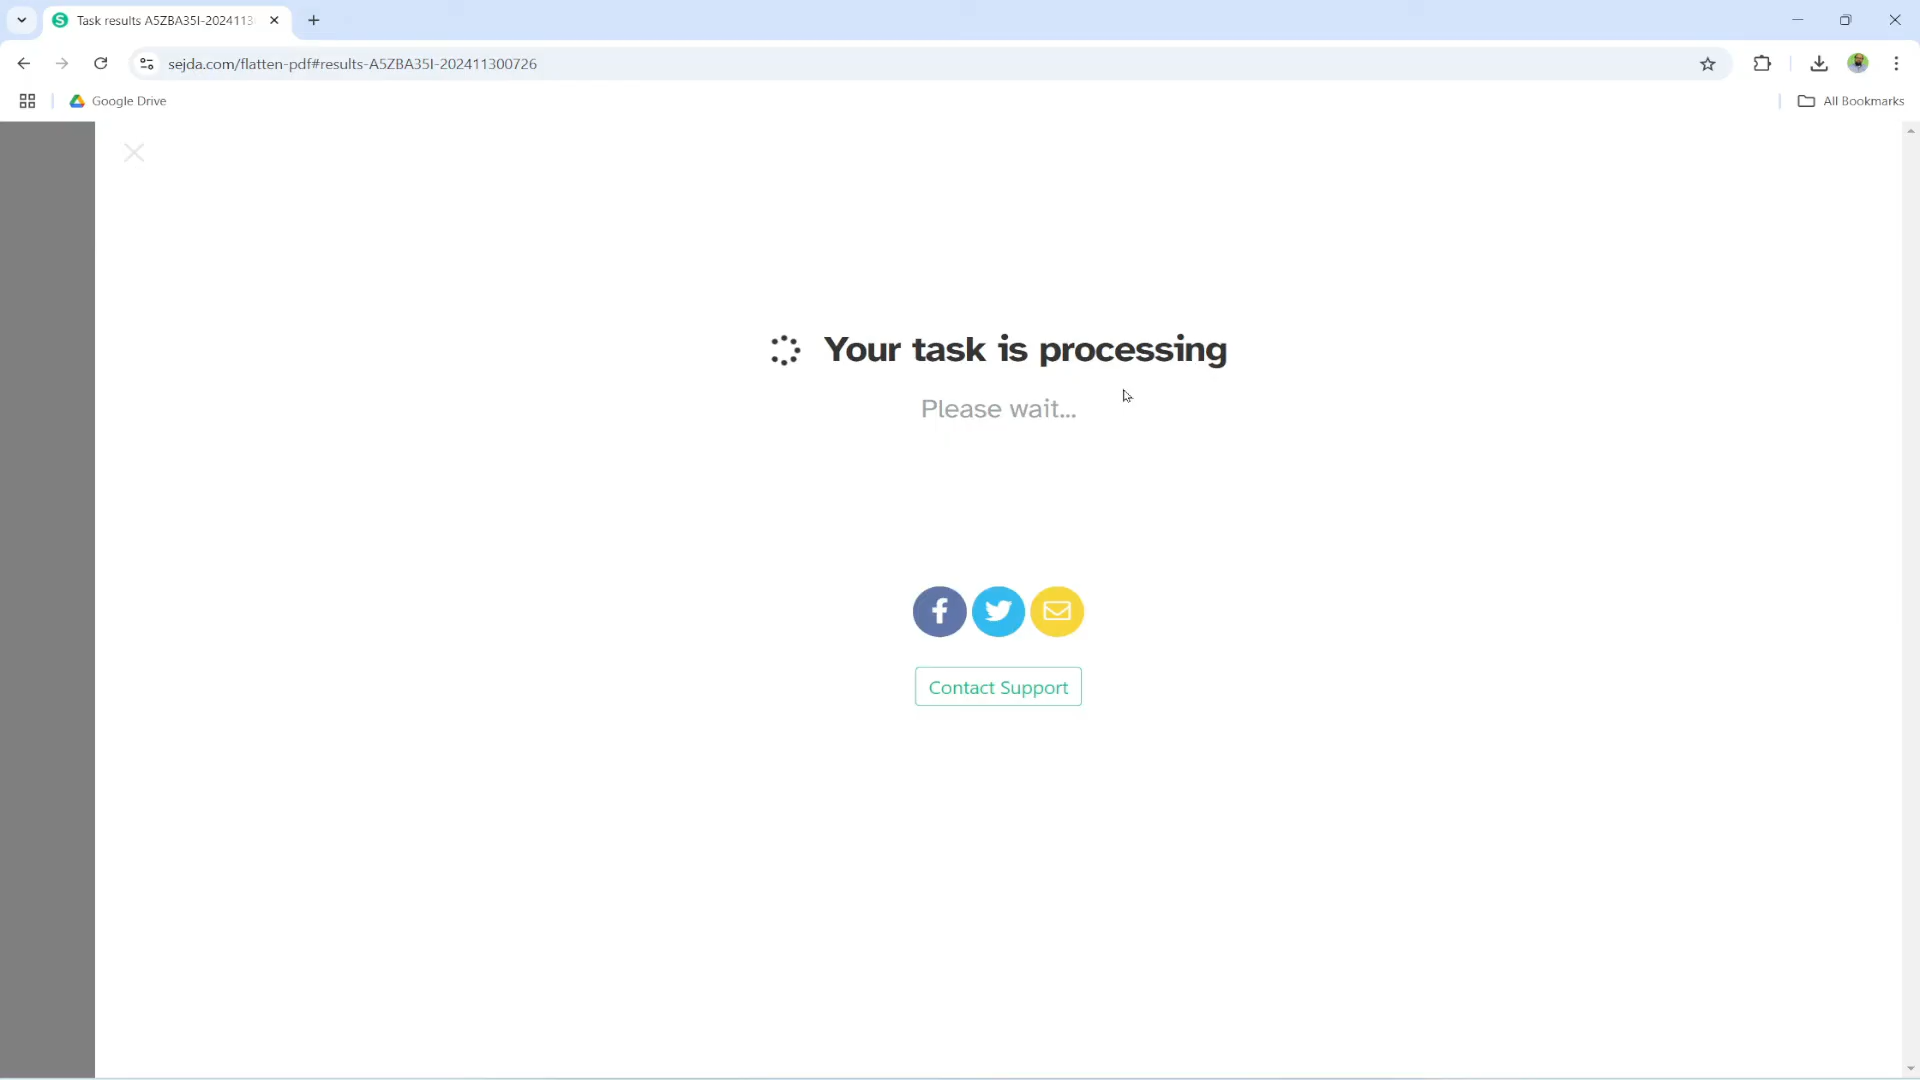 Task results A5ZBA35I-2024113
sejda.com/flatten-pdf#results-A5ZBA35I-202411300726
Google Drive
All Bookmarks
Your task is processing
Please wait...
Contact Support